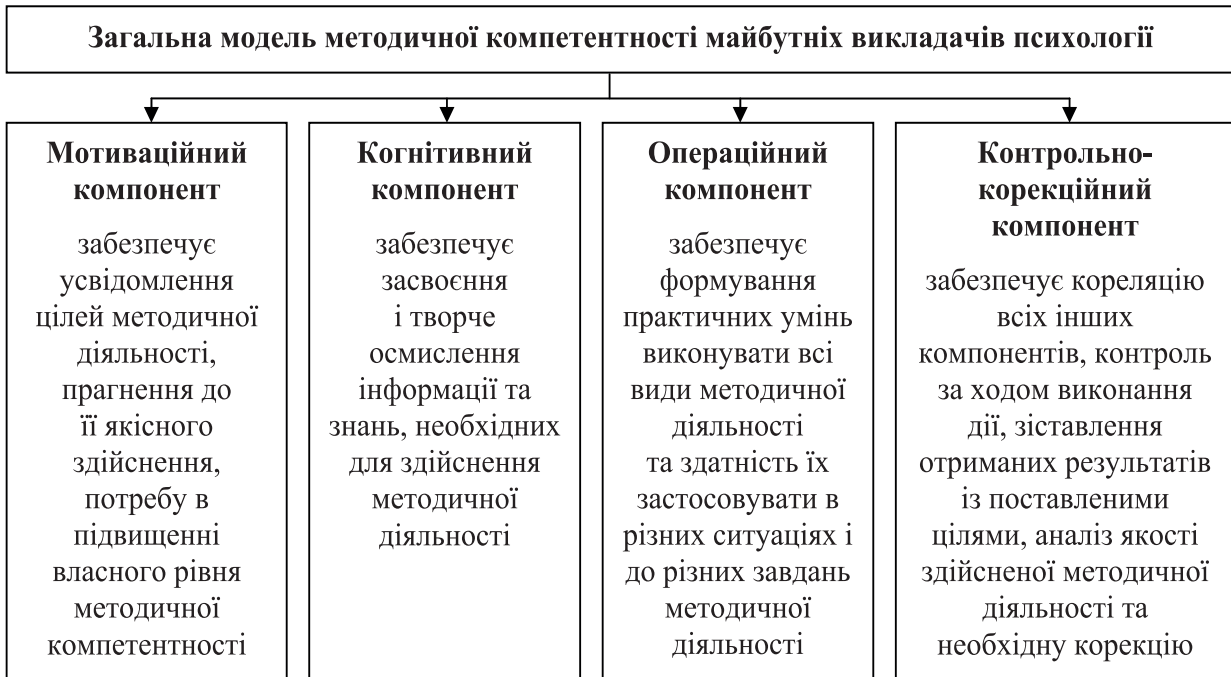 Загальна модель методичної компетентності майбутніх викладачів психології
Мотиваційний
компонент
забезпечує
усвідомлення
цілей методичної
діяльності,
прагнення до
її якісного
здійснення,
потребу в
підвищенні
власного рівня
методичної
компетентності
Когнітивний
компонент
забезпечує
засвоєння
і творче
осмислення
інформації та
знань, необхідних
для здійснення
методичної
діяльності
Операційний
компонент
забезпечує
формування
практичних умінь
виконувати всі
види методичної
діяльності
та здатність їх
застосовувати в
різних ситуаціях і
до різних завдань
методичної
діяльності
Контрольно-
корекційний
компонент
забезпечує кореляцію
всіх інших
компонентів, контроль
за ходом виконання
дії, зіставлення
отриманих результатів
із поставленими
цілями, аналіз якості
здійсненої методичної
діяльності та
необхідну корекцію